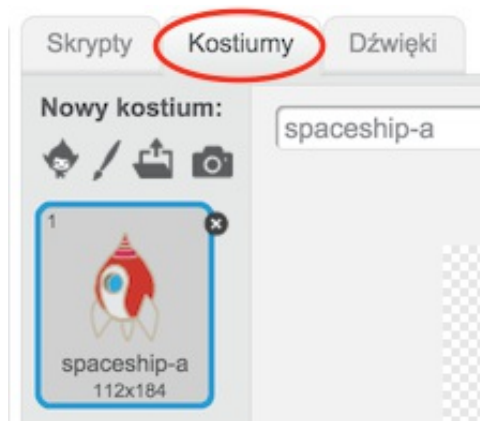 Skrypty Kostiumy Dźwięki
Nowy kostium:
spaceship-a
1
spaceship-a
112x184